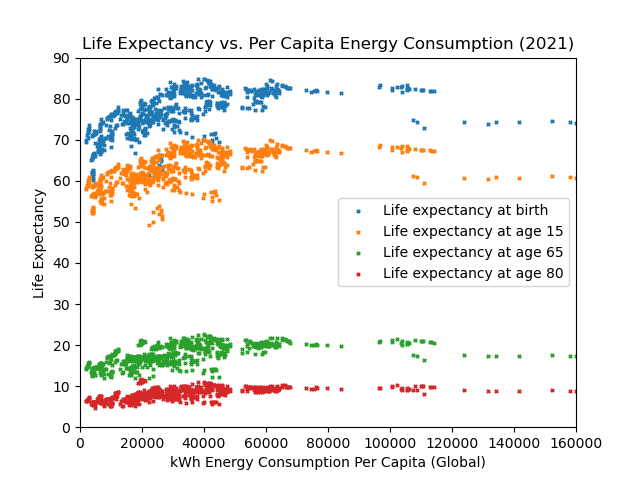 Life Expectancy vs. Per Capita Energy Consumption (2021)
90
80
70
60
50
40
30
20
10
0
Life Expectancy
Life expectancy at birth
Life expectancy at age 15
Life expectancy at age 65
Life expectancy at age 80
0 20000 40000 60000 80000 100000 120000 140000 160000
kWh Energy Consumption Per Capita (Global)